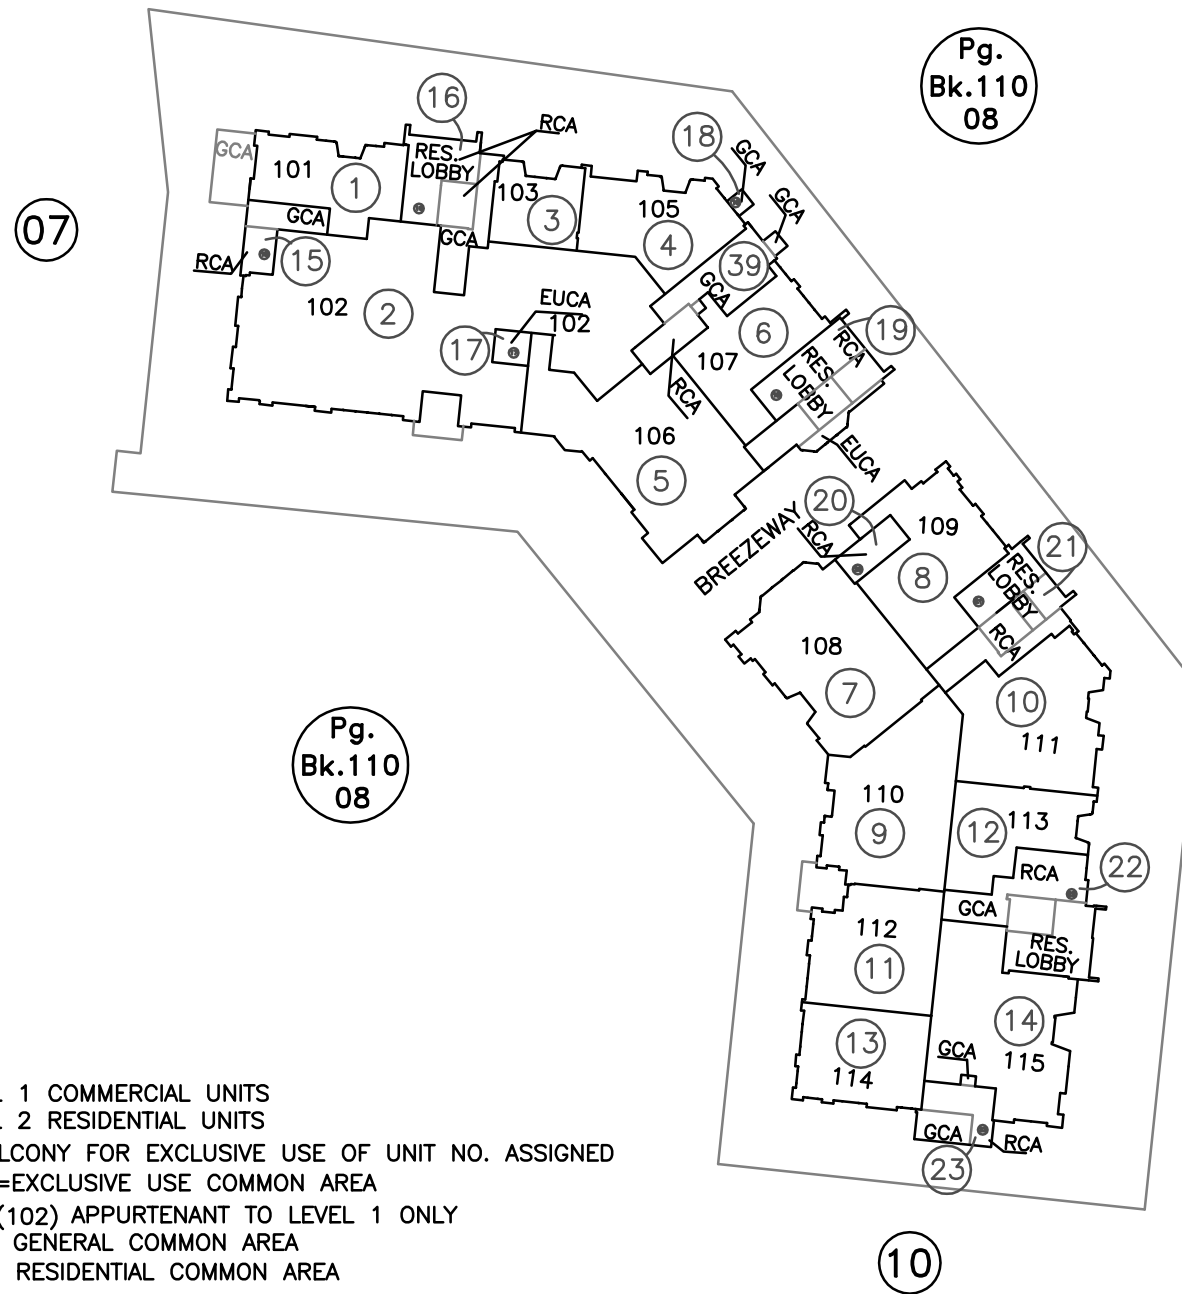 Pg.
Bk.110
08
16
RCA
18
GCA
GCA
RES.
LOBBY
GCA
101
1
103
3
105
4
GCA
07
GCA
GCA
39
RCA
15
102
2
EUCA
102
17
GCA
6
19
RCA
107
RES.
LOBBY
RCA
106
5
EUCA
20
BREEZEWAY
RCA
109
8
21
RES.
LOBBY
RCA
108
7
10
111
Pg.
Bk.110
08
110
9
12
113
RCA
22
GCA
112
11
RES.
LOBBY
14
13
114
GCA
115
GCA
RCA
23
1 COMMERCIAL UNITS
2 RESIDENTIAL UNITS
LCONY FOR EXCLUSIVE USE OF UNIT NO. ASSIGNED
=EXCLUSIVE USE COMMON AREA
(102) APPURTENANT TO LEVEL 1 ONLY
GENERAL COMMON AREA
RESIDENTIAL COMMON AREA
10